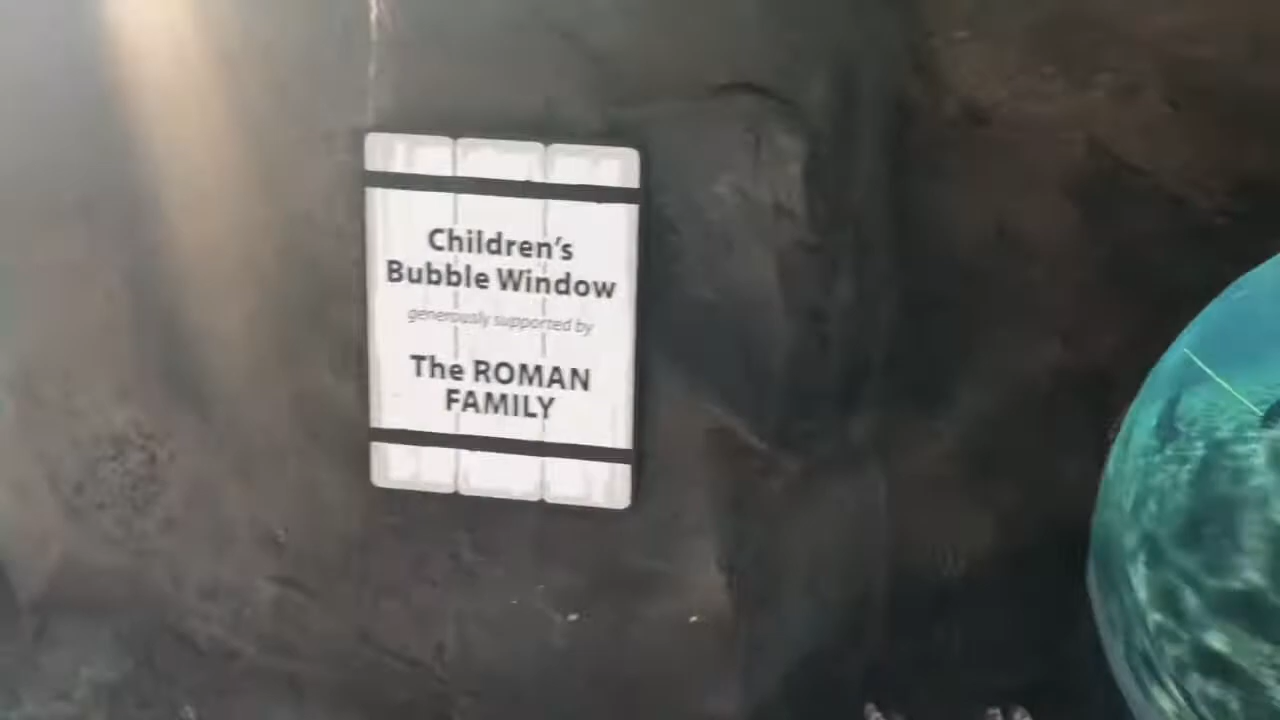 Children's
Bubble Window
generously supported by
The ROMAN
FAMILY